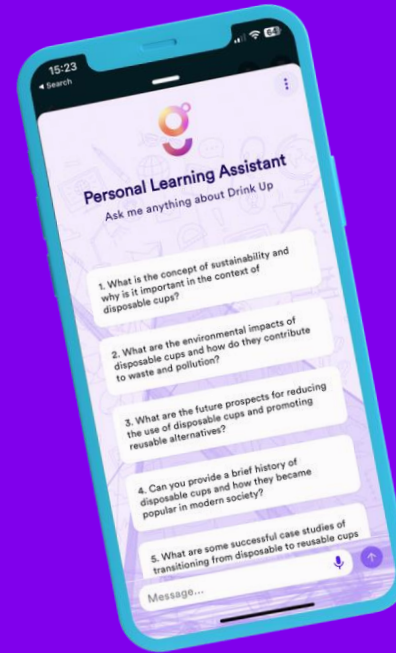 15:23
64
◀ Search
Personal Learning Assistant
Ask me anything about Drink Up
1. What is the concept of sustainability and
why is it important in the context of
disposable cups?
2. What are the environmental impacts of
disposable cups and how do they contribute
to waste and pollution?
3. What are the future prospects for reducing
the use of disposable cups and promoting
reusable alternatives?
4. Can you provide a brief history of
disposable cups and how they became
popular in modern society?
5. What are some successful case studies of
transitioning from disposable to reusable cups
Message...